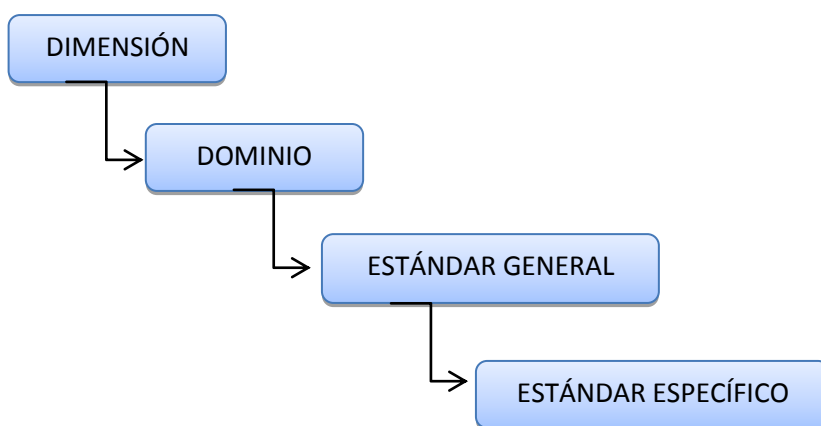 DIMENSIÓN
DOMINIO
ESTÁNDAR GENERAL
ESTÁNDAR ESPECÍFICO